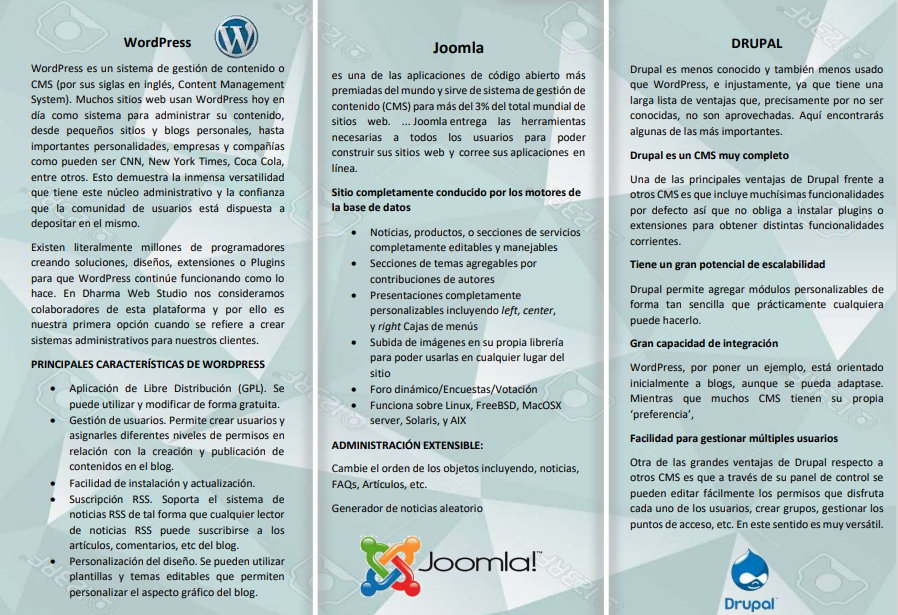 WordPress
WordPress es un sistema de gestión de contenido o
CMS (por sus siglas en inglés, Content Management
System). Muchos sitios web usan WordPress hoy en
día como sistema para administrar su contenido,
desde pequeños sitios y blogs personales, hasta
importantes personalidades, empresas y compañías
como pueden ser CNN, New York Times, Coca Cola,
entre otros. Esto demuestra la inmensa versatilidad
que tiene este núcleo administrativo y la confianza
que la comunidad de usuarios está dispuesta a
depositar en el mismo.
Existen literalmente millones de programadores
creando soluciones, diseños, extensiones o Plugins
para que WordPress continúe funcionando como lo
hace. En Dharma Web Studio nos consideramos
colaboradores de esta plataforma y por ello es
nuestra primera opción cuando se refiere a crear
sistemas administrativos para nuestros clientes.
PRINCIPALES CARACTERÍSTICAS DE WORDPRESS
• Aplicación de Libre Distribución (GPL). Se
puede utilizar y modificar de forma gratuita.
• Gestión de usuarios. Permite crear usuarios y
asignarles diferentes niveles de permisos en
relación con la creación y publicación de
contenidos en el blog.
• Facilidad de instalación y actualización.
• Suscripción RSS. Soporta el sistema de
noticias RSS de tal forma que cualquier lector
de noticias RSS puede suscribirse a los
artículos, comentarios, etc del blog.
• Personalización del diseño. Se pueden utilizar
plantillas y temas editables que permiten
personalizar el aspecto gráfico del blog.
Joomla
es una de las aplicaciones de código abierto más
premiadas del mundo y sirve de sistema de gestión de
contenido (CMS) para más del 3% del total mundial de
sitios web. ... Joomla entrega las herramientas
necesarias a todos los usuarios para poder
construir sus sitios web y corree sus aplicaciones en
línea.
Sitio completamente conducido por los motores de
la base de datos
• Noticias, productos, o secciones de servicios
completamente editables y manejables
• Secciones de temas agregables por
contribuciones de autores
• Presentaciones completamente
personalizables incluyendo left, center,
y right Cajas de menús
• Subida de imágenes en su propia librería
para poder usarlas en cualquier lugar del
sitio
• Foro dinámico/Encuestas/Votación
• Funciona sobre Linux, FreeBSD, MacOSX
server, Solaris, y AIX
ADMINISTRACIÓN EXTENSIBLE:
Cambie el orden de los objetos incluyendo, noticias,
FAQs, Artículos, etc.
Generador de noticias aleatorio
Joomla!™
DRUPAL
Drupal es menos conocido y también menos usado
que WordPress, e injustamente, ya que tiene una
larga lista de ventajas que, precisamente por no ser
conocidas, no son aprovechadas. Aquí encontrarás
algunas de las más importantes.
Drupal es un CMS muy completo
Una de las principales ventajas de Drupal frente a
otros CMS es que incluye muchísimas funcionalidades
por defecto así que no obliga a instalar plugins o
extensiones para obtener distintas funcionalidades
corrientes.
Tiene un gran potencial de escalabilidad
Drupal permite agregar módulos personalizables de
forma tan sencilla que prácticamente cualquiera
puede hacerlo.
Gran capacidad de integración
WordPress, por poner un ejemplo, está orientado
inicialmente a blogs, aunque se pueda adaptase.
Mientras que muchos CMS tienen su propia
‘preferencia’,
Facilidad para gestionar múltiples usuarios
Otra de las grandes ventajas de Drupal respecto a
otros CMS es que a través de su panel de control se
pueden editar fácilmente los permisos que disfruta
cada uno de los usuarios, crear grupos, gestionar los
puntos de acceso, etc. En este sentido es muy versátil.
Drupal